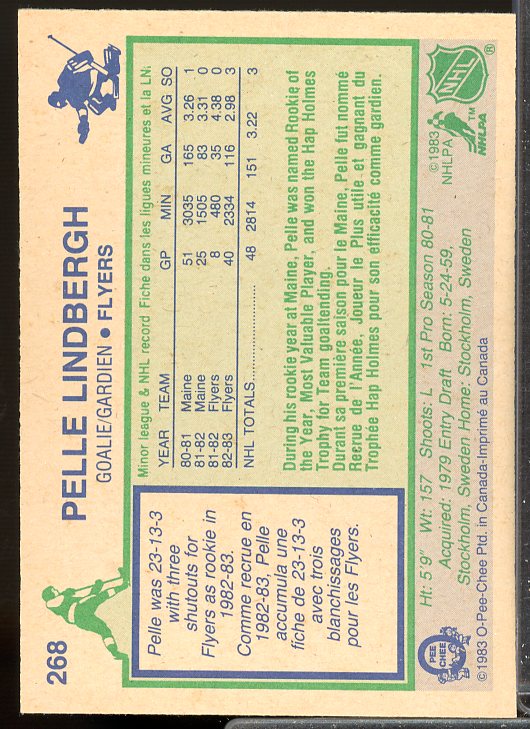 268
PELLE LINDBERGH
GOALIE/GARDIEN • FLYERS
Pelle was 23-13-3
with three
shutouts for
Flyers as rookie in
1982-83.
Comme recrue en
1982-83, Pelle
accumula une
fiche de 23-13-3
avec trois
blanchissages
pour les Flyers.
Minor league & NHL record Fiche dans les ligues mineures et la LN
YEAR TEAM GP MIN GA AVG SO
80-81 Maine 51 3035 165 3.26 1
81-82 Maine 25 1505 83 3.31 0
81-82 Flyers 8 480 35 4.38 0
82-83 Flyers 40 2334 116 2.98 3
NHL TOTALS.................... 48 2814 151 3.22 3
During his rookie year at Maine, Pelle was named Rookie of
the Year, Most Valuable Player, and won the Hap Holmes
Trophy for Team goaltending.
Durant sa première saison pour le Maine, Pelle fut nommé
Recrue de l'Année, Joueur le Plus utile et gagnant du
Trophée Hap Holmes pour son efficacité comme gardien.
Ht: 5'9" Wt: 157 Shoots: L 1st Pro Season 80-81
Acquired: 1979 Entry Draft Born: 5-24-59,
Stockholm, Sweden Home: Stockholm, Sweden
©1983 O-Pee-Chee Ptd. in Canada-Imprimé au Canada
O
PEE
CHEE
©1983
NHLPA
TM
NHLPA
NHL
®